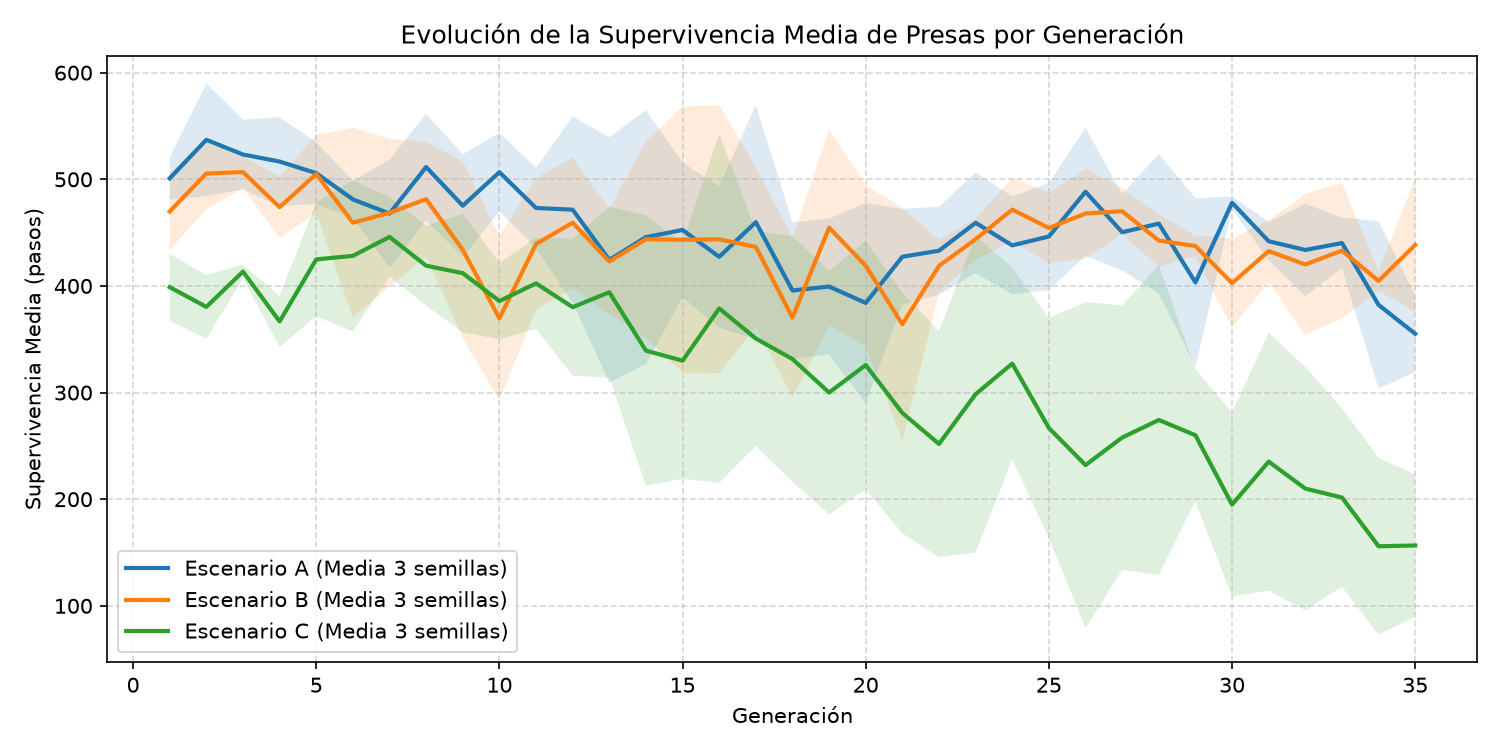 Evolución de la Supervivencia Media de Presas por Generación
Supervivencia Media (pasos)
600
500
400
300
200
100
Escenario A (Media 3 semillas)
Escenario B (Media 3 semillas)
Escenario C (Media 3 semillas)
0 5 10 15 20 25 30 35
Generación